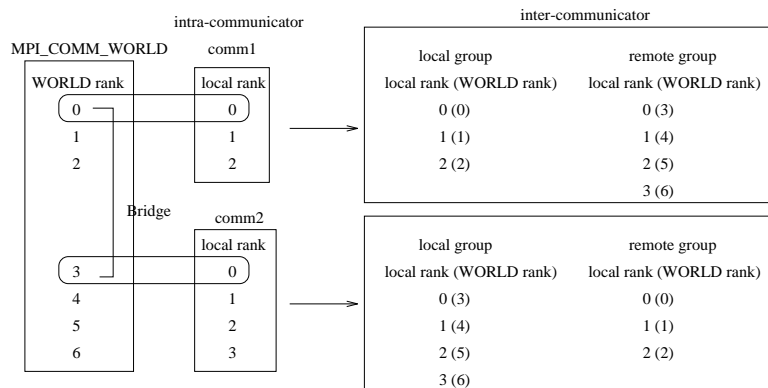 inter-communicator
intra-communicator
MPI_COMM_WORLD
comm1
WORLD rank
local rank
0
0
1
1
2
2
local group
remote group
local rank (WORLD rank)
local rank (WORLD rank)
0 (0)
0 (3)
1 (1)
1 (4)
2 (2)
2 (5)
3 (6)
Bridge
comm2
local rank
3
0
4
1
5
2
6
3
local group
remote group
local rank (WORLD rank)
local rank (WORLD rank)
0 (3)
0 (0)
1 (4)
1 (1)
2 (5)
2 (2)
3 (6)